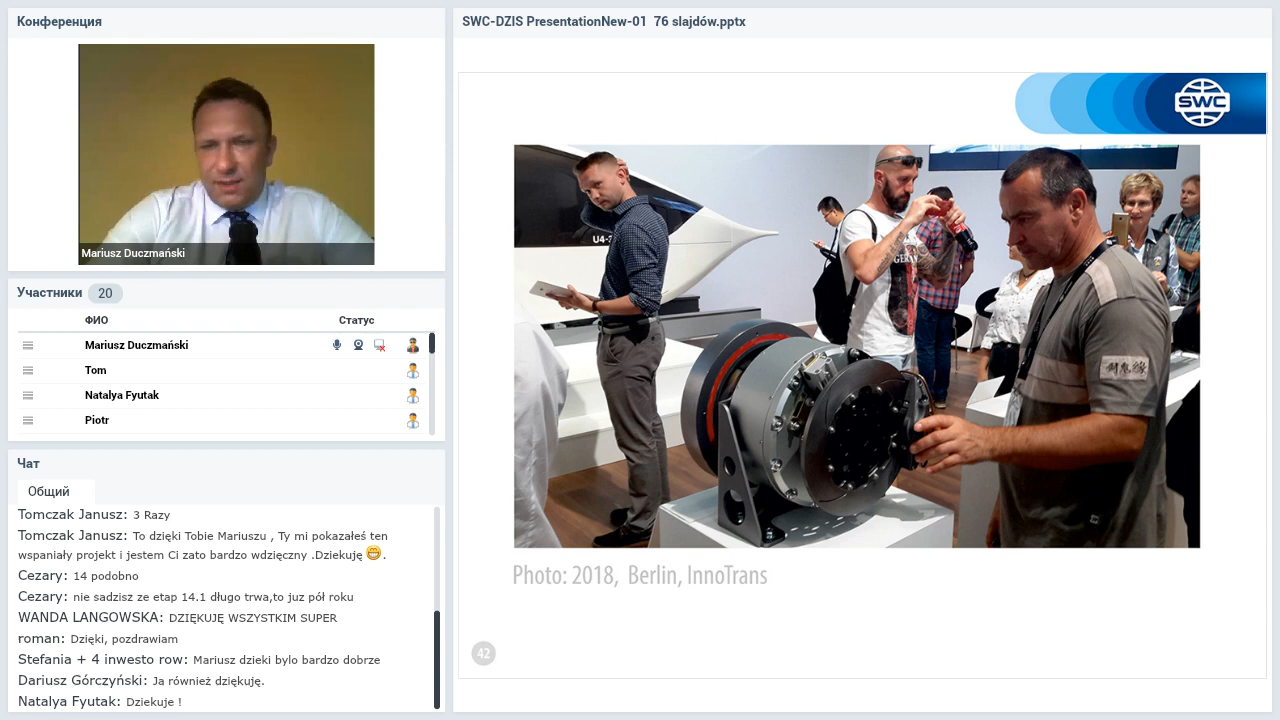 Конференция
Mariusz Duczmański
Участники 20
ФИО Статус
Mariusz Duczmański
Tom
Natalya Fyutak
Piotr
Чат
Общий
Tomczak Janusz: 3 Razy
Tomczak Janusz: To dzięki Tobie Mariuszu , Ty mi pokazałeś ten
wspaniały projekt i jestem Ci zato bardzo wdzięczny .Dziekuję 😁.
Cezary: 14 podobno
Cezary: nie sadzisz ze etap 14.1 długo trwa,to juz pół roku
WANDA LANGOWSKA: DZIĘKUJĘ WSZYSTKIM SUPER
roman: Dzięki, pozdrawiam
Stefania + 4 inwesto row: Mariusz dzieki bylo bardzo dobrze
Dariusz Górczyński: Ja również dziękuję.
Natalya Fyutak: Dziekuje !
SWC-DZIS PresentationNew-01 76 slajdów.pptx
SWC
U4-3
Photo: 2018, Berlin, InnoTrans
42